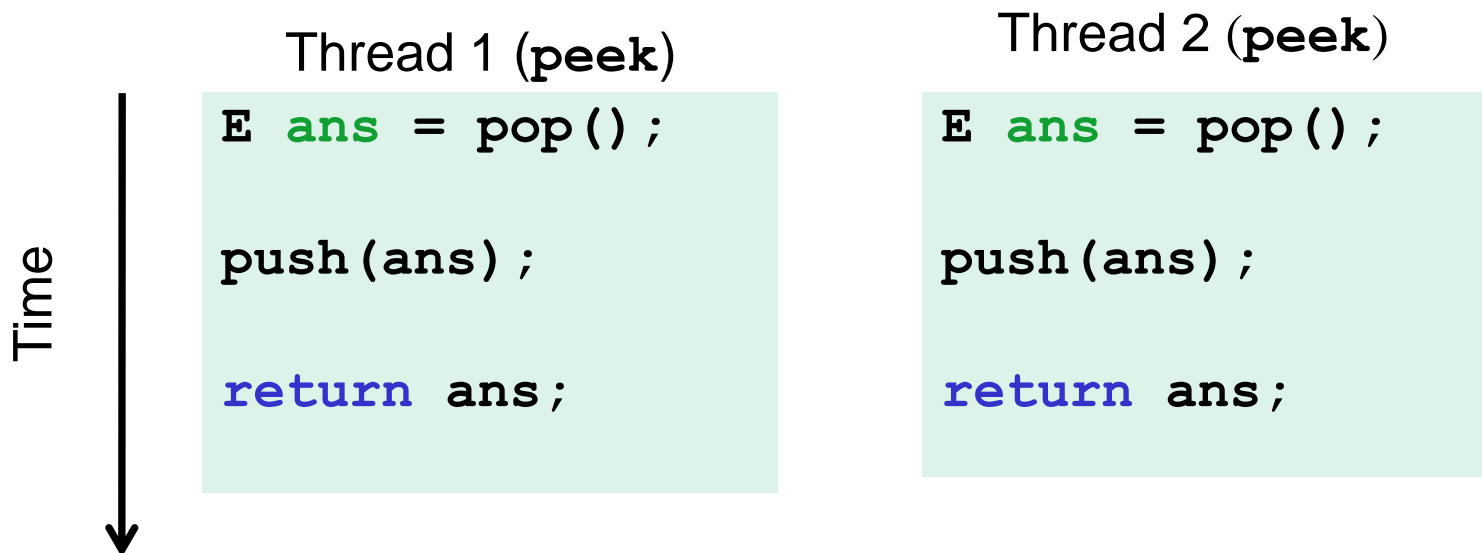 Time
Thread 1 (peek)
E ans = pop();
push(ans);
return ans;
Thread 2 (peek)
E ans = pop();
push(ans);
return ans;